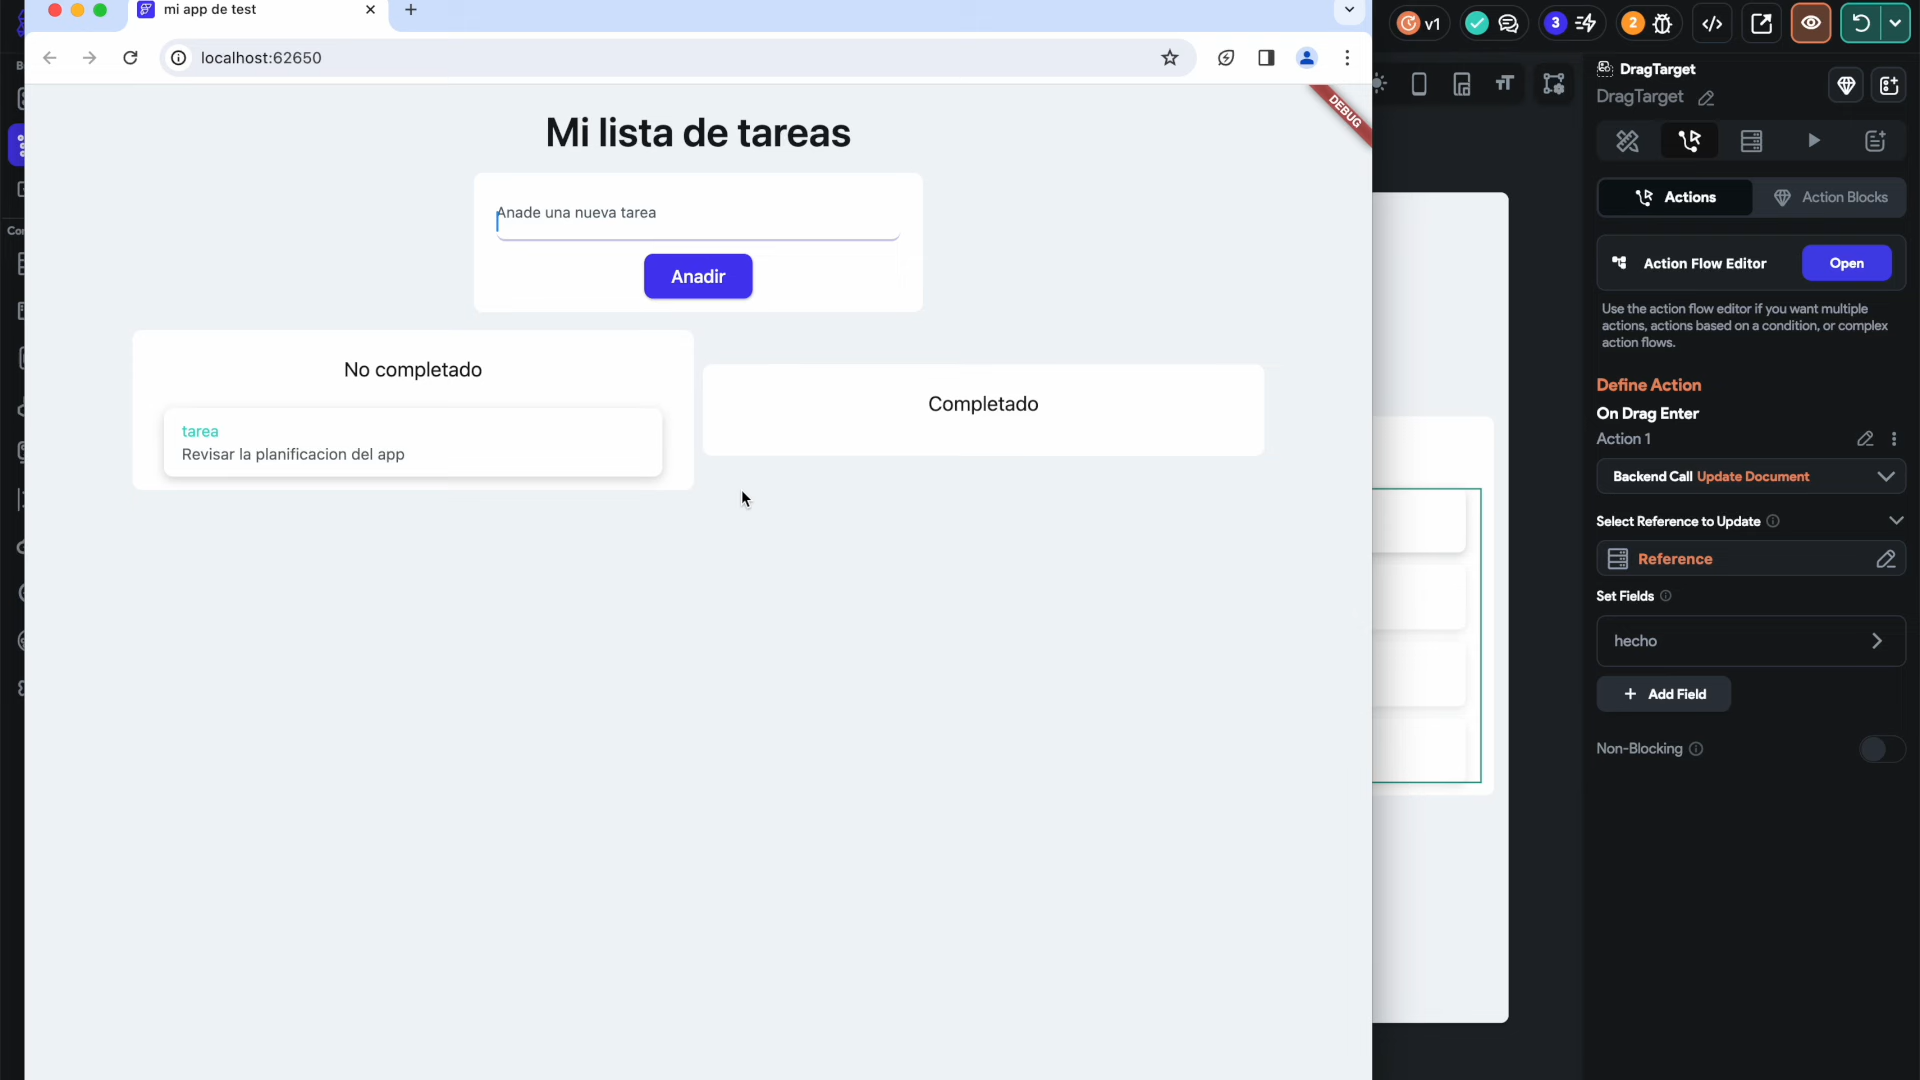 mi app de test
localhost:62650
DEBUG
Mi lista de tareas
Anade una nueva tarea
Anadir
No completado
tarea
Revisar la planificacion del app
Completado
v1
3
2
DragTarget
DragTarget
Actions
Action Blocks
Action Flow Editor
Open
Use the action flow editor if you want multiple
actions, actions based on a condition, or complex
action flows.
Define Action
On Drag Enter
Action 1
Backend Call Update Document
Select Reference to Update
Reference
Set Fields
hecho
+ Add Field
Non-Blocking